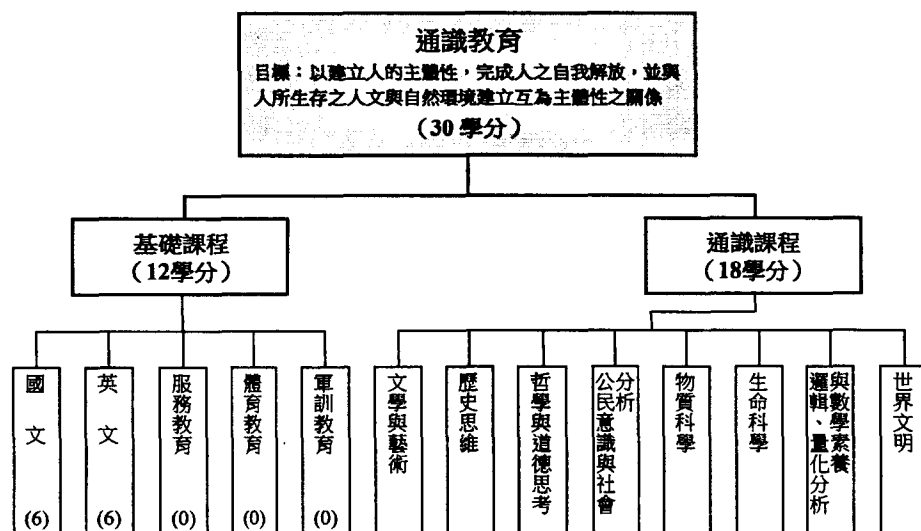 通識教育
目標：以建立人的主體性，完成人之自我解放，並與
人所生存之人文與自然環境建立互為主體性之關係
（30 學分）
基礎課程
（12學分）
通識課程
（18學分）
國文
(6)
英文
(6)
服務教育
(0)
體育教育
(0)
軍訓教育
(0)
文學與藝術
歷史思維
哲學與道德思考
公民意識與社會
分析
物質科學
生命科學
邏輯、量化分析
與數學素養
世界文明